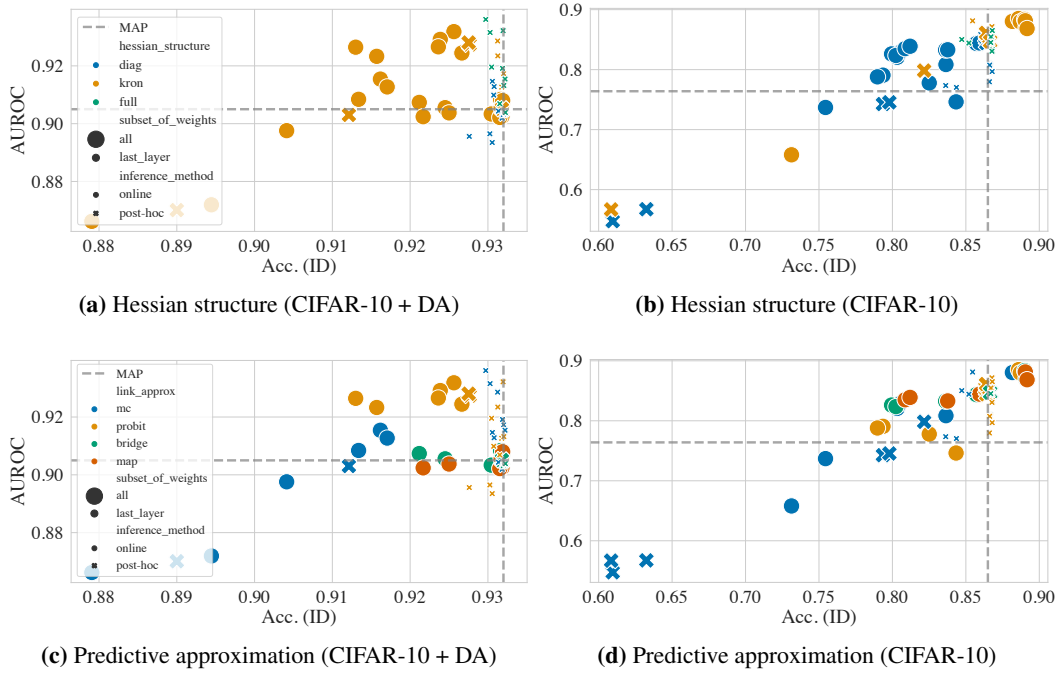 AUROC
0.92
0.90
0.88
MAP
hessian_structure
diag
kron
full
subset_of_weights
all
last_layer
inference_method
online
post-hoc
0.88
0.89
0.90
0.91
0.92
0.93
Acc. (ID)
(a) Hessian structure (CIFAR-10 + DA)
AUROC
0.9
0.8
0.7
0.6
0.60
0.65
0.70
0.75
0.80
0.85
0.90
Acc. (ID)
(b) Hessian structure (CIFAR-10)
AUROC
0.92
0.90
0.88
MAP
link_approx
mc
probit
bridge
map
subset_of_weights
all
last_layer
inference_method
online
post-hoc
0.88
0.89
0.90
0.91
0.92
0.93
Acc. (ID)
(c) Predictive approximation (CIFAR-10 + DA)
AUROC
0.9
0.8
0.7
0.6
0.60
0.65
0.70
0.75
0.80
0.85
0.90
Acc. (ID)
(d) Predictive approximation (CIFAR-10)